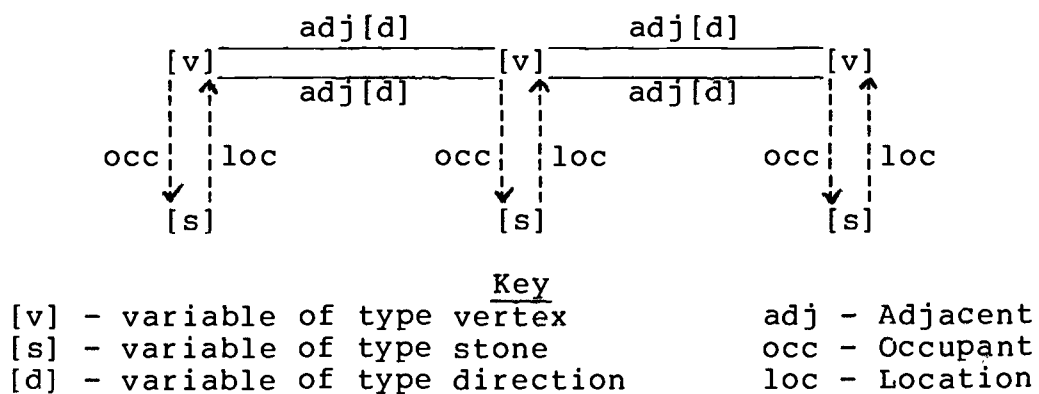 adj[d] adj[d]
[v] [v] [v]
adj[d] adj[d]
occ loc occ loc occ loc
[s] [s] [s]
Key
[v] - variable of type vertex adj - Adjacent
[s] - variable of type stone occ - Occupant
[d] - variable of type direction loc - Location